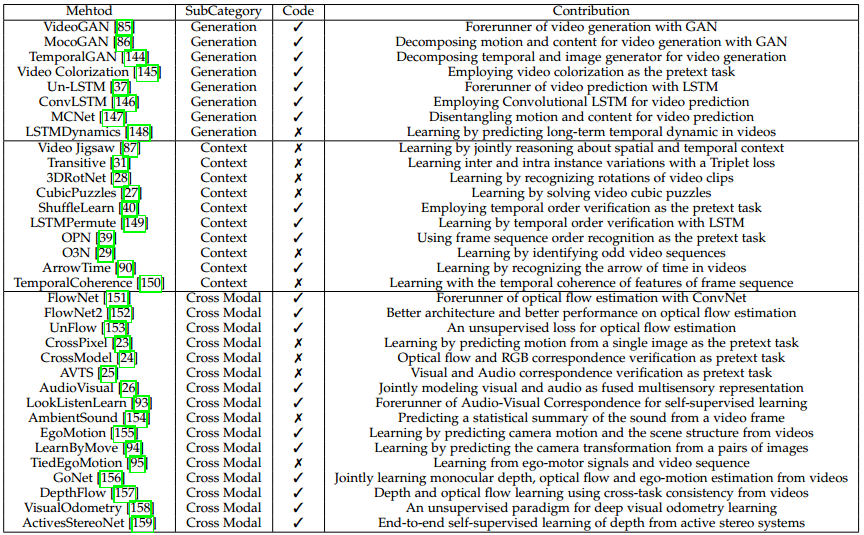 Mehtod SubCategory Code Contribution
VideoGAN [85] Generation ✓ Forerunner of video generation with GAN
MocoGAN [86] Generation ✓ Decomposing motion and content for video generation with GAN
TemporalGAN [144] Generation ✓ Decomposing temporal and image generator for video generation
Video Colorization [145] Generation ✓ Employing video colorization as the pretext task
Un-LSTM [37] Generation ✓ Forerunner of video prediction with LSTM
ConvLSTM [146] Generation ✓ Employing Convolutional LSTM for video prediction
MCNet [147] Generation ✓ Disentangling motion and content for video prediction
LSTMDynamics [148] Generation ✗ Learning by predicting long-term temporal dynamic in videos
Video Jigsaw [87] Context ✗ Learning by jointly reasoning about spatial and temporal context
Transitive [31] Context ✗ Learning inter and intra instance variations with a Triplet loss
3DRotNet [28] Context ✗ Learning by recognizing rotations of video clips
CubicPuzzles [27] Context ✗ Learning by solving video cubic puzzles
ShuffleLearn [40] Context ✓ Employing temporal order verification as the pretext task
LSTMPermute [149] Context ✓ Learning by temporal order verification with LSTM
OPN [39] Context ✓ Using frame sequence order recognition as the pretext task
O3N [29] Context ✗ Learning by identifying odd video sequences
ArrowTime [90] Context ✓ Learning by recognizing the arrow of time in videos
TemporalCoherence [150] Context ✗ Learning with the temporal coherence of features of frame sequence
FlowNet [151] Cross Modal ✓ Forerunner of optical flow estimation with ConvNet
FlowNet2 [152] Cross Modal ✓ Better architecture and better performance on optical flow estimation
UnFlow [153] Cross Modal ✓ An unsupervised loss for optical flow estimation
CrossPixel [23] Cross Modal ✗ Learning by predicting motion from a single image as the pretext task
CrossModel [24] Cross Modal ✗ Optical flow and RGB correspondence verification as pretext task
AVTS [25] Cross Modal ✗ Visual and Audio correspondence verification as pretext task
AudioVisual [26] Cross Modal ✓ Jointly modeling visual and audio as fused multisensory representation
LookListenLearn [93] Cross Modal ✓ Forerunner of Audio-Visual Correspondence for self-supervised learning
AmbientSound [154] Cross Modal ✗ Predicting a statistical summary of the sound from a video frame
EgoMotion [155] Cross Modal ✓ Learning by predicting camera motion and the scene structure from videos
LearnByMove [94] Cross Modal ✓ Learning by predicting the camera transformation from a pairs of images
TiedEgoMotion [95] Cross Modal ✗ Learning from ego-motor signals and video sequence
GoNet [156] Cross Modal ✓ Jointly learning monocular depth, optical flow and ego-motion estimation from videos
DepthFlow [157] Cross Modal ✓ Depth and optical flow learning using cross-task consistency from videos
VisualOdometry [158] Cross Modal ✓ An unsupervised paradigm for deep visual odometry learning
ActivesStereoNet [159] Cross Modal ✓ End-to-end self-supervised learning of depth from active stereo systems